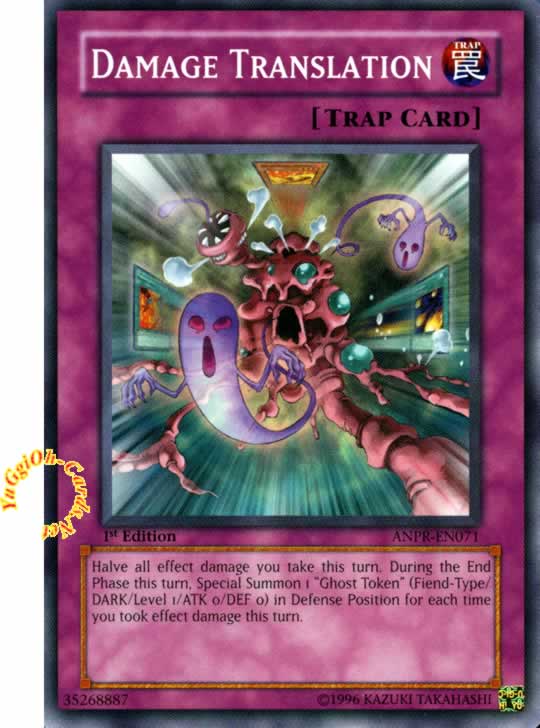 DAMAGE TRANSLATION
TRAP
罠
[TRAP CARD]
YuGgiOh-Cards.Net
1st Edition
ANPR-EN071
Halve all effect damage you take this turn. During the End
Phase this turn, Special Summon 1 "Ghost Token" (Fiend-Type/
DARK/Level 1/ATK 0/DEF 0) in Defense Position for each time
you took effect damage this turn.
35268887
©1996 KAZUKI TAKAHASHI